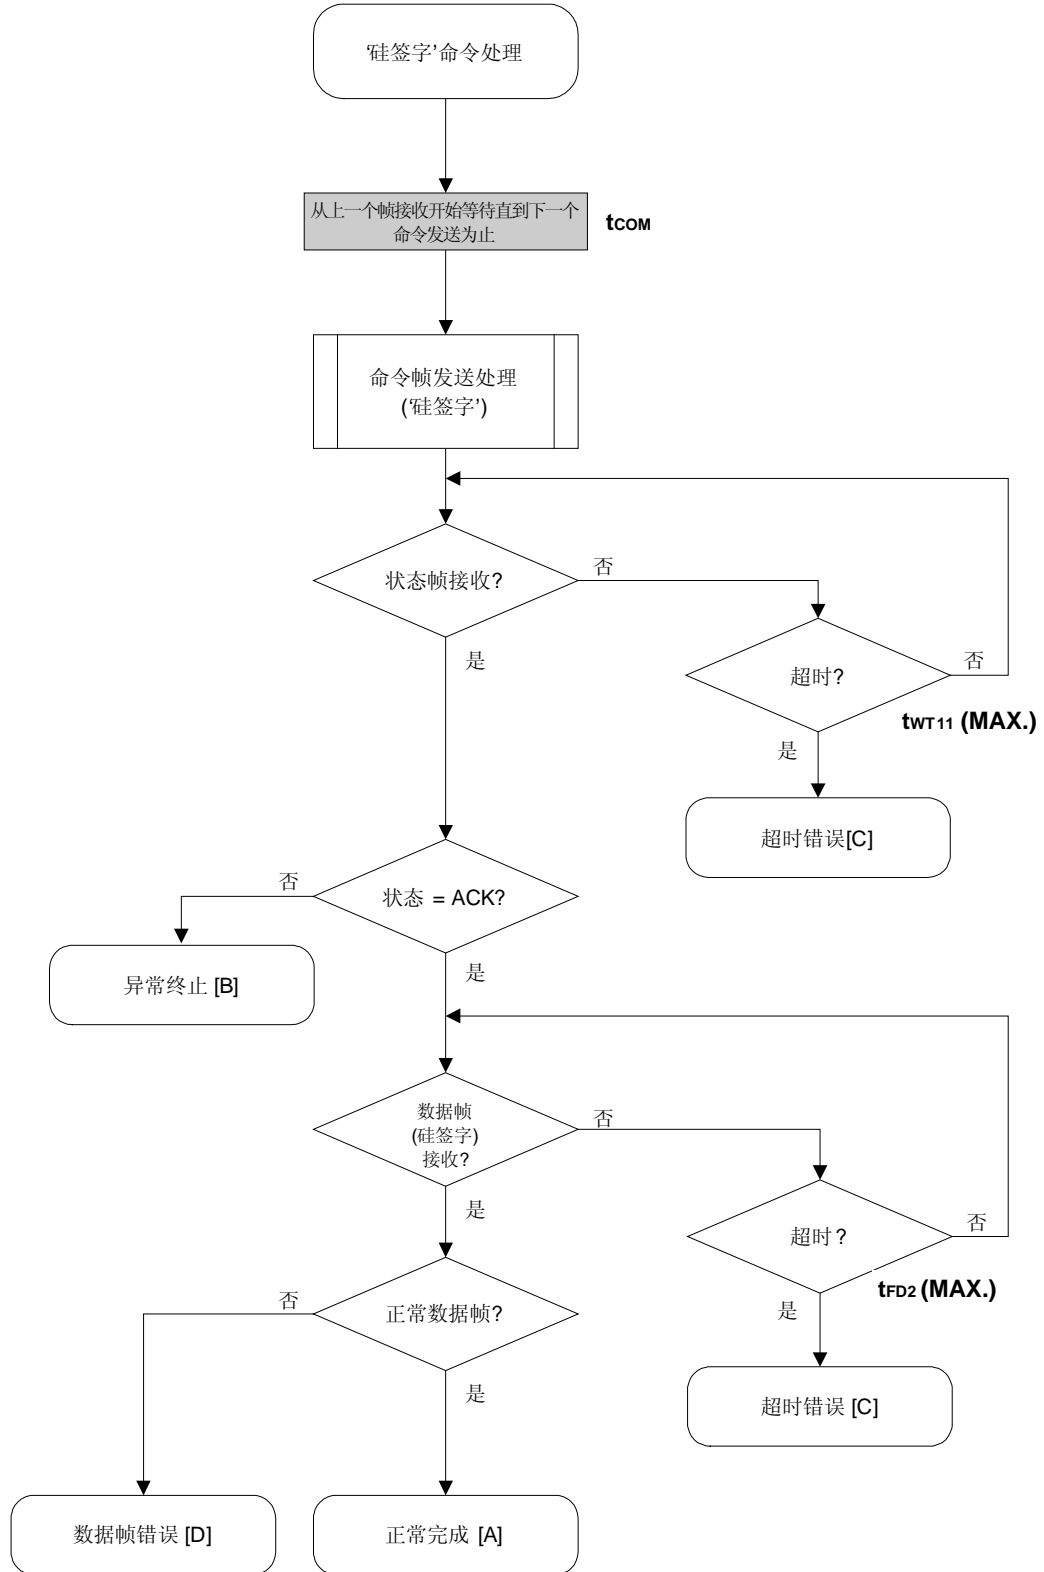 ‘硅签字’命令处理
从上一个帧接收开始等待直到下一个
命令发送为止
tCOM
命令帧发送处理
(‘硅签字’)
状态帧接收?
否
是
超时?
否
tWT11 (MAX.)
是
超时错误[C]
状态 = ACK?
否
异常终止 [B]
是
数据帧
(硅签字)
接收?
否
是
超时?
否
tFD2 (MAX.)
是
超时错误 [C]
正常数据帧?
否
是
数据帧错误 [D]
正常完成 [A]